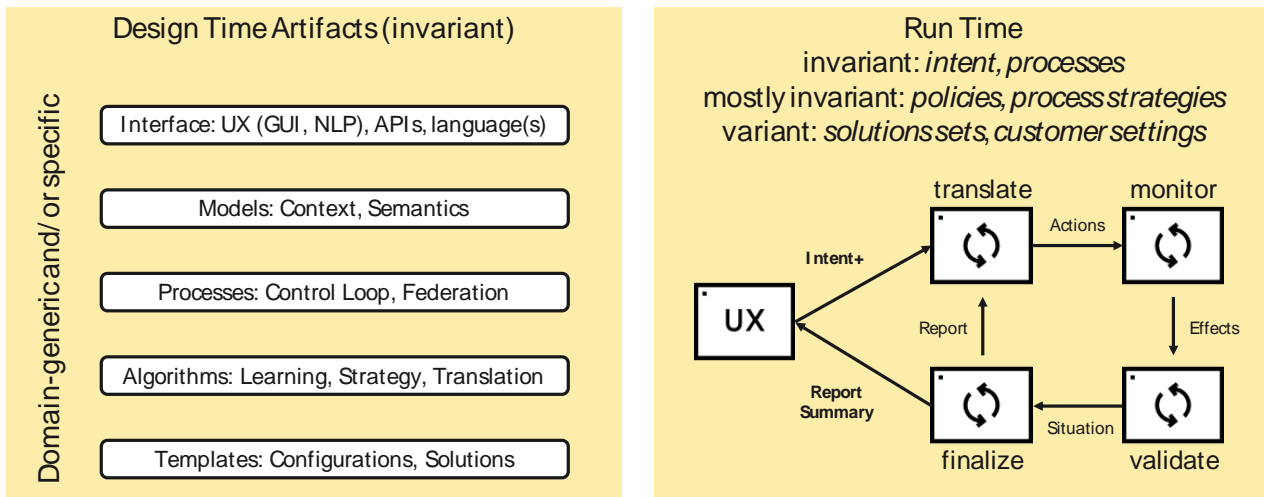 Design Time Artifacts (invariant)
Domain-generic and/ or specific
Interface: UX (GUI, NLP), APIs, language(s)
Models: Context, Semantics
Processes: Control Loop, Federation
Algorithms: Learning, Strategy, Translation
Templates: Configurations, Solutions
Run Time
invariant: intent, processes
mostly invariant: policies, process strategies
variant: solutions sets, customer settings
translate
monitor
Actions
Intent+
UX
Report
Effects
Report
Summary
Situation
finalize
validate